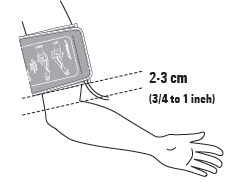 2-3 cm
(3/4 to 1 inch)